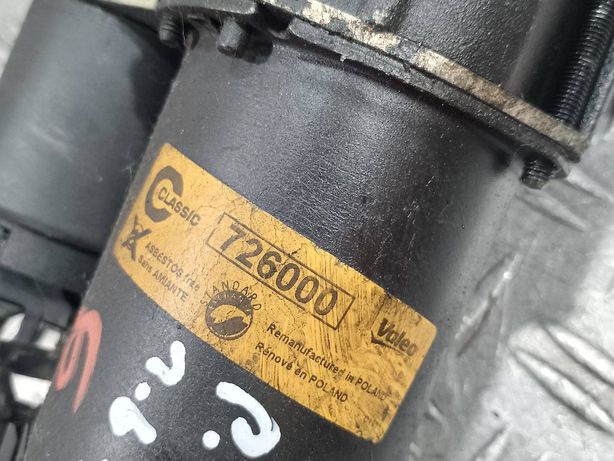 CLASSIC
726000
ASBESTOS free
Sans AMIANTE
STANDARD
Valeo
Remanufactured in POLAND
Rénové en POLAND